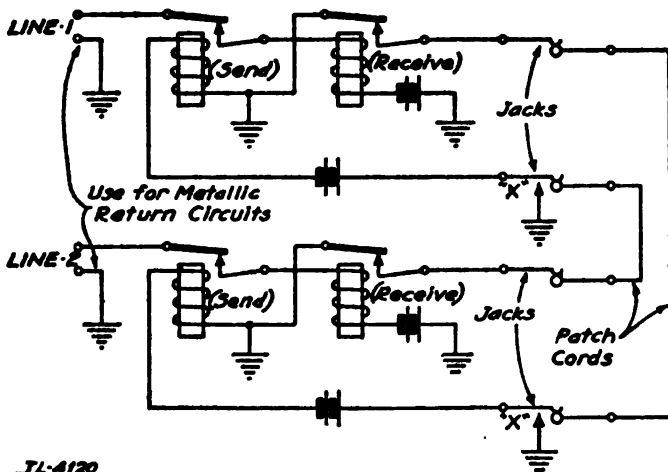 LINE-1
(Send)
(Receive)
Jacks
"X"
Use for Metallic
Return Circuits
LINE-2
(Send)
(Receive)
Jacks
Patch
Cords
"X"
TL-4120